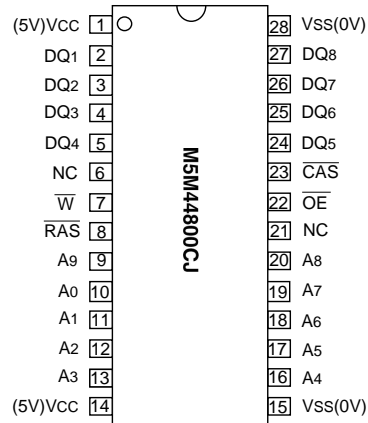 (5V)VCC 1 28 VSS(0V)
DQ1 2 27 DQ8
DQ2 3 26 DQ7
DQ3 4 25 DQ6
DQ4 5 24 DQ5
NC 6 23 CAS
W 7 22 OE
RAS 8 21 NC
A9 9 20 A8
A0 10 19 A7
A1 11 18 A6
A2 12 17 A5
A3 13 16 A4
(5V)VCC 14 15 VSS(0V)
M5M44800CJ